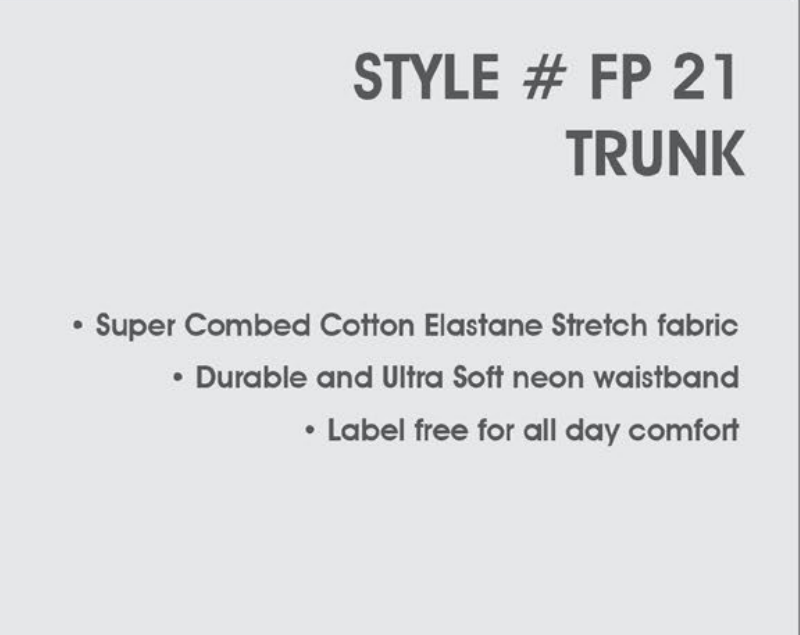 STYLE # FP 21
TRUNK
• Super Combed Cotton Elastane Stretch fabric
• Durable and Ultra Soft neon waistband
• Label free for all day comfort